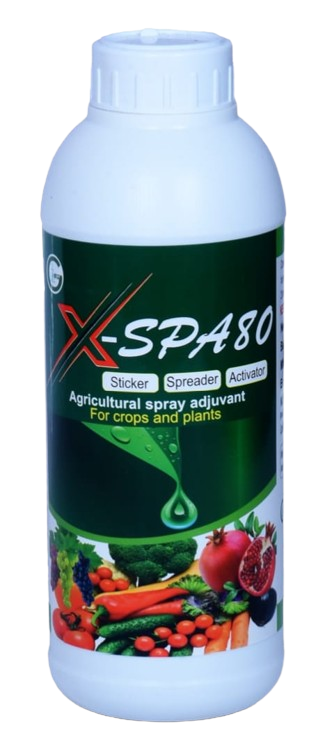 X-SPA80
Sticker Spreader Activator
Agricultural spray adjuvant
For crops and plants